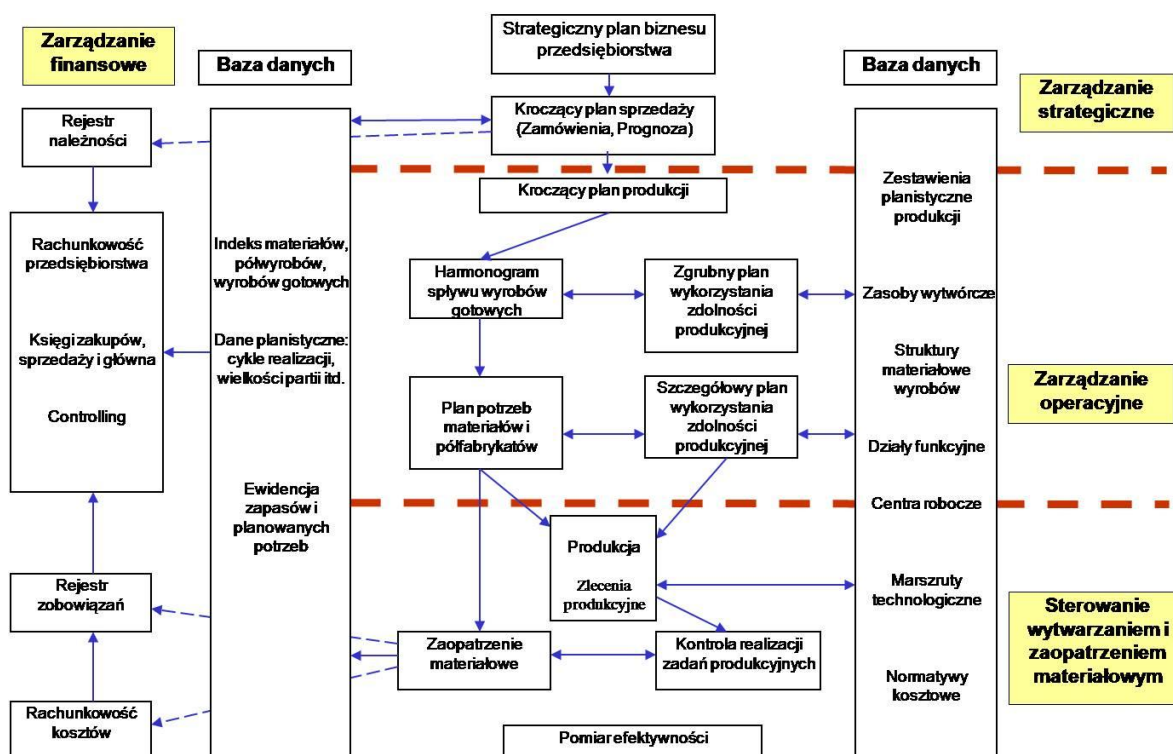 Zarządzanie
finansowe
Baza danych
Strategiczny plan biznesu
przedsiębiorstwa
Baza danych
Zarządzanie
strategiczne
Rejestr
należności
Kroczący plan sprzedaży
(Zamówienia, Prognoza)
Kroczący plan produkcji
Zestawienia
planistyczne
produkcji
Rachunkowość
przedsiębiorstwa
Księgi zakupów,
sprzedaży i główna
Controlling
Indeks materiałów,
półwyrobów,
wyrobów gotowych
Dane planistyczne:
cykle realizacji,
wielkości partii itd.
Ewidencja
zapasów i
planowanych
potrzeb
Harmonogram
spływu wyrobów
gotowych
Zgrubny plan
wykorzystania
zdolności
produkcyjnej
Zasoby wytwórcze
Struktury
materiałowe
wyrobów
Zarządzanie
operacyjne
Plan potrzeb
materiałów i
półfabrykatów
Szczegółowy plan
wykorzystania
zdolności
produkcyjnej
Działy funkcyjne
Centra robocze
Produkcja
Zlecenia
produkcyjne
Marszruty
technologiczne
Rejestr
zobowiązań
Zaopatrzenie
materiałowe
Kontrola realizacji
zadań produkcyjnych
Normatywy
kosztowe
Sterowanie
wytwarzaniem i
zaopatrzeniem
materiałowym
Rachunkowość
kosztów
Pomiar efektywności